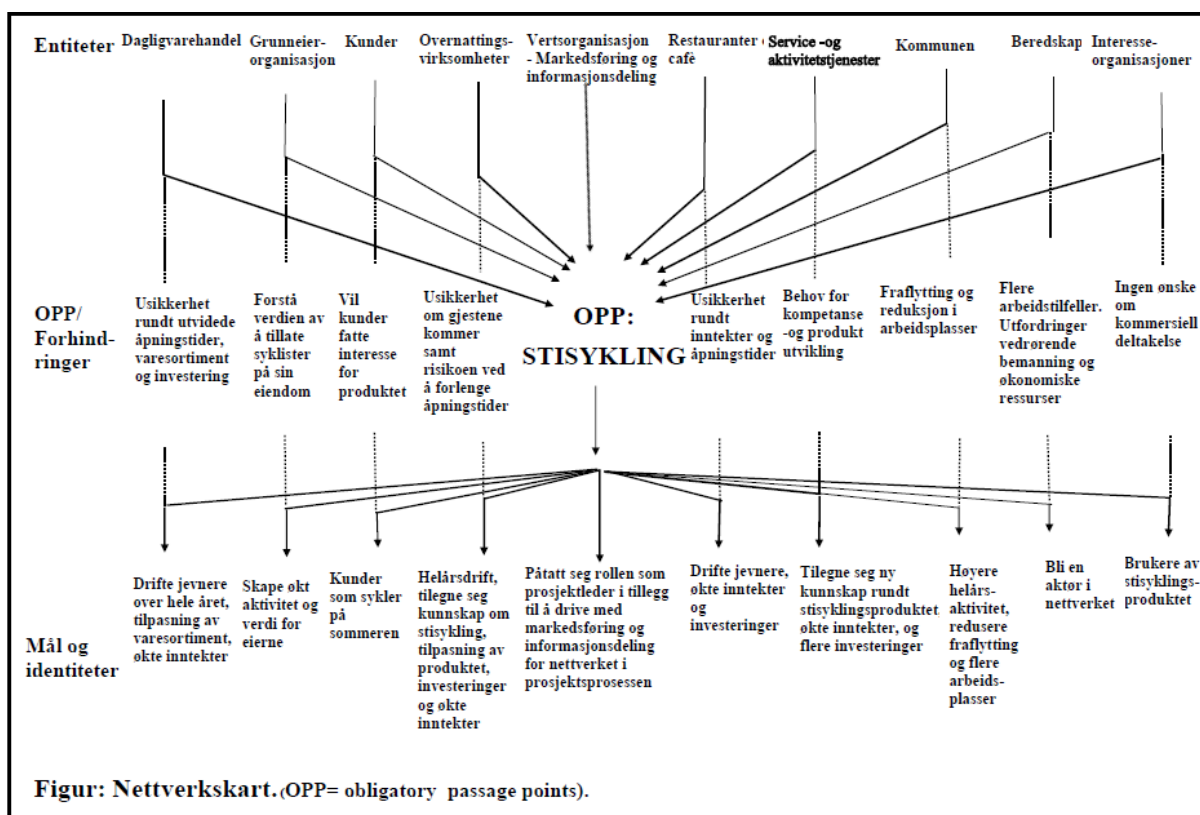 Entiteter
Dagligvarehandel
Grunneier-
organisasjon
Kunder
Overnattings-
virksomheter
Vertsorganisasjon
- Markedsføring og
informasjonsdeling
Restauranter
cafè
Service -og
aktivitetstjenester
Kommunen
Beredskap
Interesse-
organisasjoner
OPP/
Forhind-
ringer
Usikkerhet
rundt utvidede
åpningstider,
varesortiment
og investering
Forstå
verdien av
å tillate
syklister
på sin
eiendom
Vil
kunder
fatte
interesse
for
produktet
Usikkerhet
om gjestene
kommer
samt
risikoen ved
å forlenge
åpningstider
OPP:
STISYKLING
Usikkerhet
rundt
inntekter og
åpningstider
Behov for
kompetanse
-og produkt
utvikling
Fraflytting og
reduksjon i
arbeidsplasser
Flere
arbeidstilfeller.
Utfordringer
vedrørende
bemanning og
økonomiske
ressurser
Ingen ønske
om
kommersiell
deltakelse
Mål og
identiteter
Drifte jevnere
over hele året,
tilpasning av
varesortiment,
økte inntekter
Skape økt
aktivitet og
verdi for
eierne
Kunder
som sykler
på
sommeren
Helårsdrift,
tilegne seg
kunnskap om
stisykling,
tilpasning av
produktet,
investeringer
og økte
inntekter
Påtatt seg rollen som
prosjektleder i tillegg
til å drive med
markedsføring og
informasjonsdeling
for nettverket i
prosjektsprosessen
Drifte jevnere,
økte inntekter
og
investeringer
Tilegne seg ny
kunnskap rundt
stisyklingsproduktet,
økte inntekter, og
flere investeringer
Høyere
helårs-
aktivitet,
redusere
fraflytting
og flere
arbeids-
plasser
Bli en
aktør i
nettverket
Brukere av
stisyklings-
produktet
Figur: Nettverkskart. (OPP= obligatory passage points).